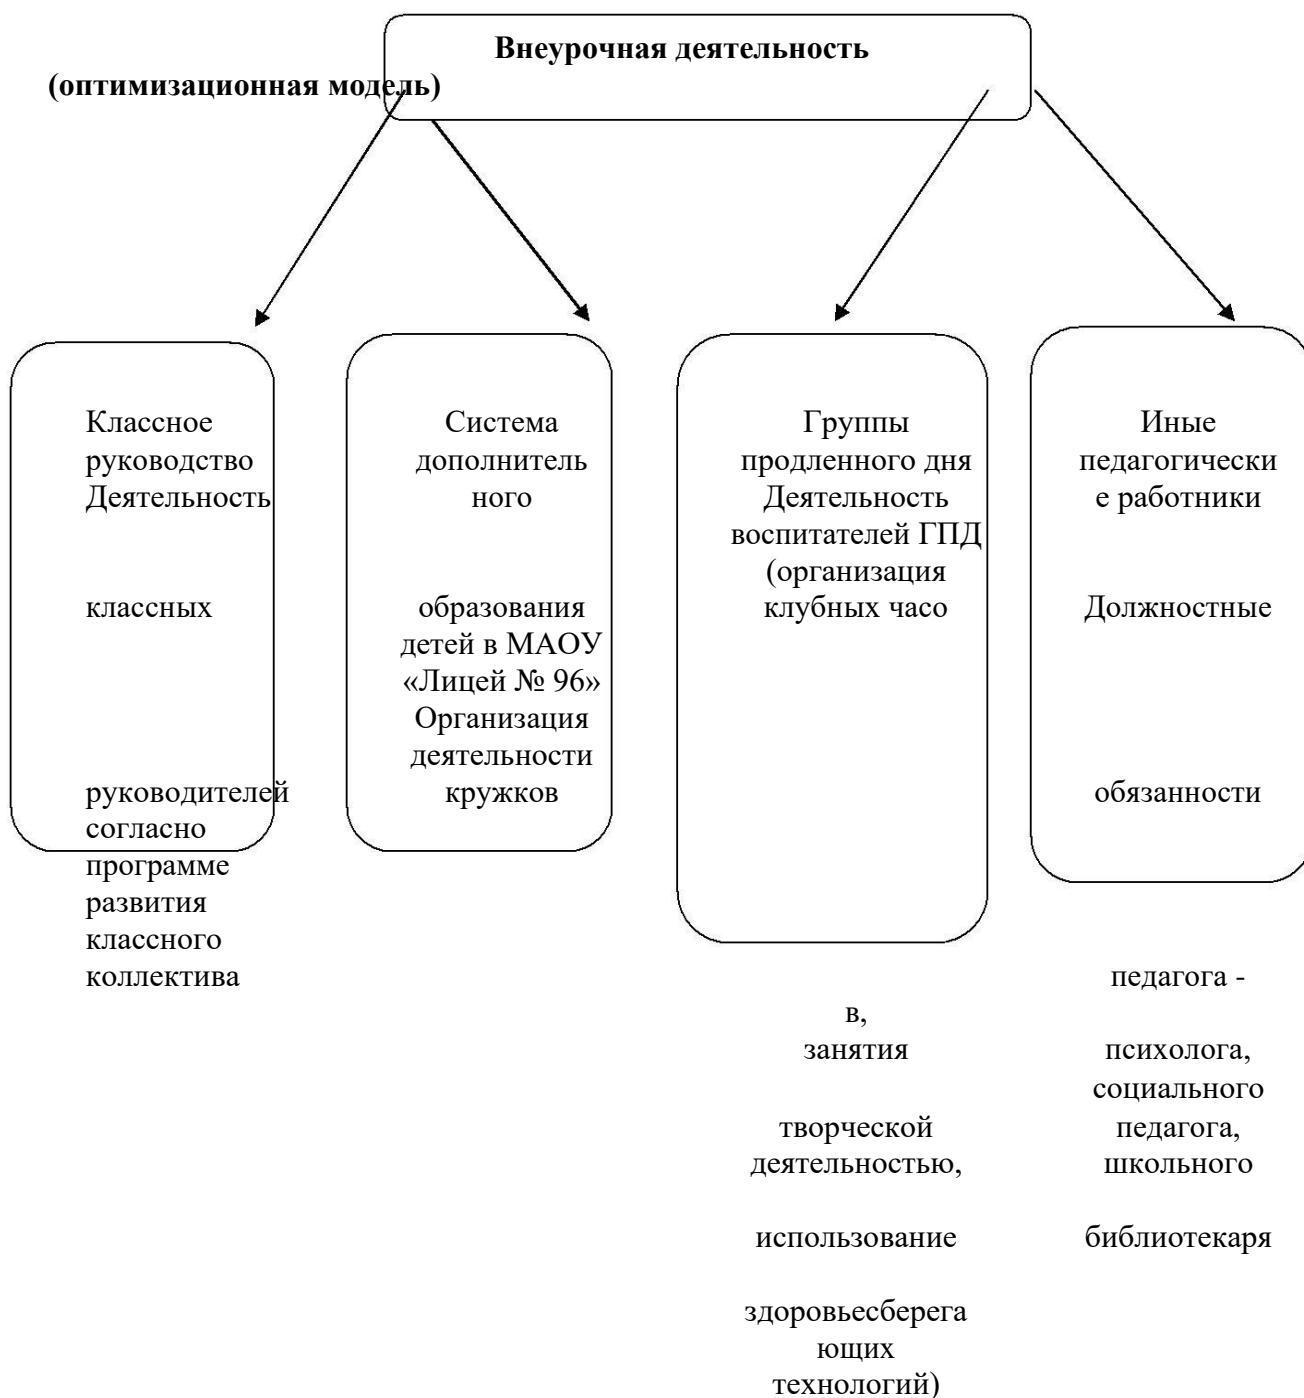 Внеурочная деятельность
(оптимизационная модель)
Классное
руководство
Деятельность
классных
руководителей
согласно
программе
развития
классного
коллектива
Система
дополнитель
ного
образования
детей в МАОУ
«Лицей № 96»
Организация
деятельности
кружков
Группы
продленного дня
Деятельность
воспитателей ГПД
(организация
клубных часо
в,
занятия
творческой
деятельностью,
использование
здоровьесберега
ющих
технологий)
Иные
педагогически
е работники
Должностные
обязанности
педагога -
психолога,
социального
педагога,
школьного
библиотекаря